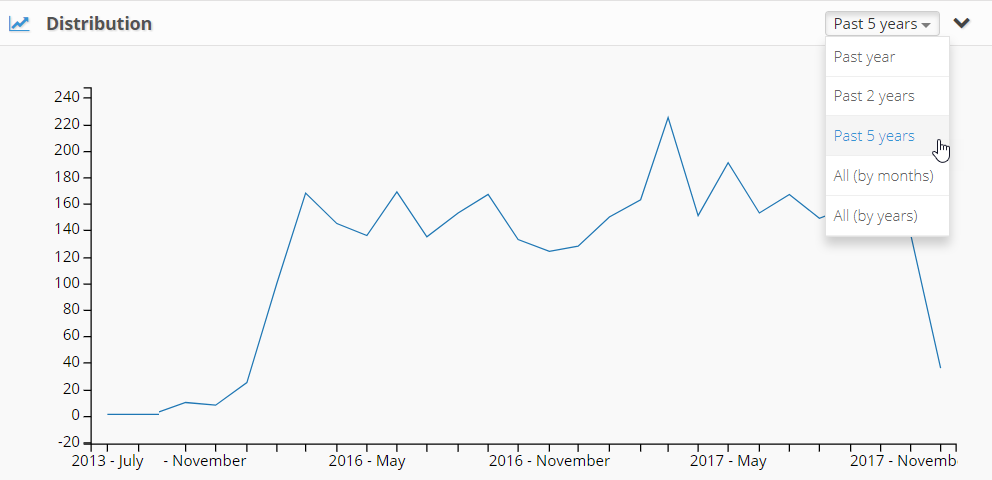 Distribution
Past 5 years
Past year
Past 2 years
Past 5 years
All (by months)
All (by years)
240
220
200
180
160
140
120
100
80
60
40
20
0
-20
2013 - July - November 2016 - May 2016 - November 2017 - May 2017 - Novemb